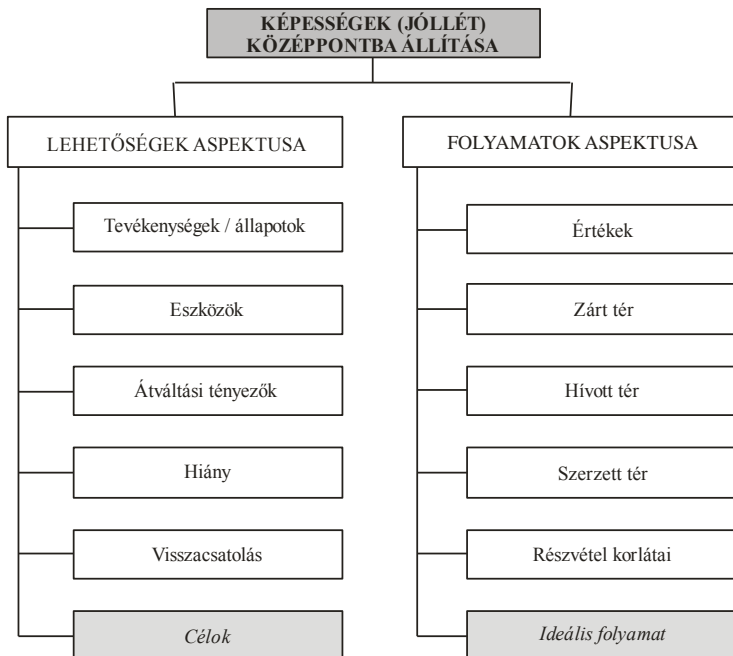 KÉPESSÉGEK (JÓLLÉT)
KÖZÉPPONTBA ÁLLÍTÁSA
LEHETŐSÉGEK ASPEKTUSA
Tevékenységek / állapotok
Eszközök
Átváltási tényezők
Hiány
Visszacsatolás
Célok
FOLYAMATOK ASPEKTUSA
Értékek
Zárt tér
Hívott tér
Szerzett tér
Részvétel korlátai
Ideális folyamat